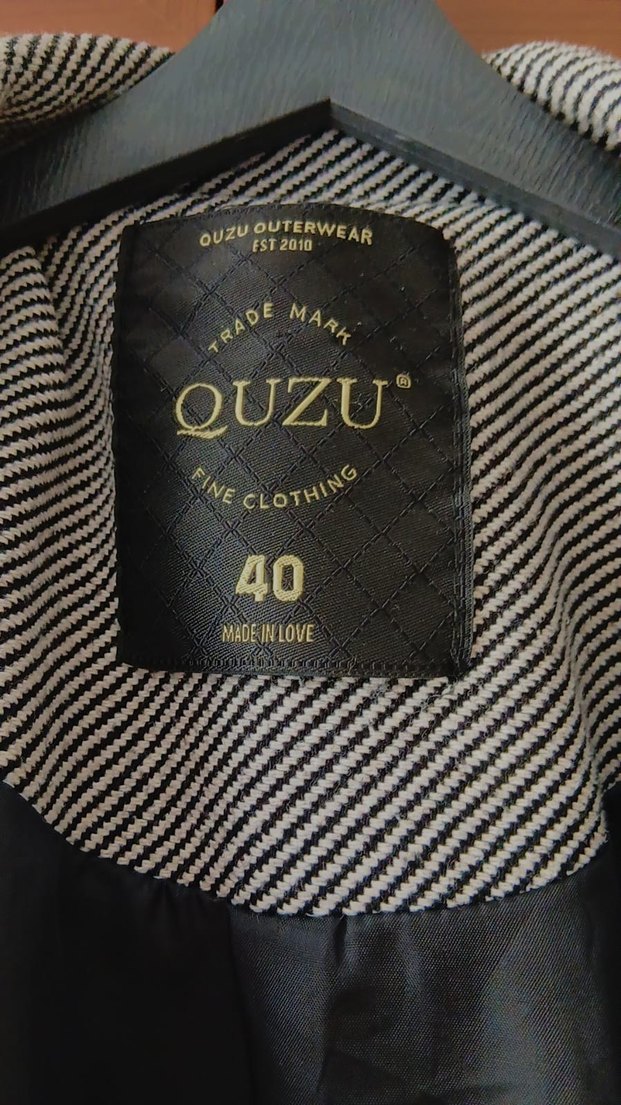 QUZU OUTERWEAR
EST 2010
TRADE MARK
QUZU®
FINE CLOTHING
40
MADE IN LOVE